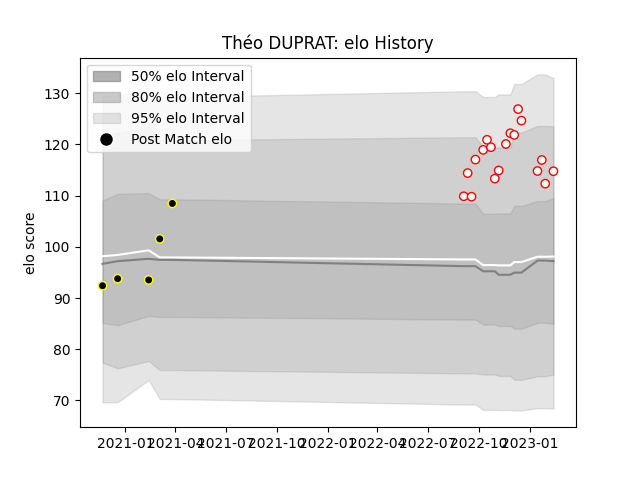 Théo DUPRAT: elo History
50% elo Interval
80% elo Interval
95% elo Interval
Post Match elo
elo score
130
120
110
100
90
80
70
2021-01 2021-04 2021-07 2021-10 2022-01 2022-04 2022-07 2022-10 2023-01